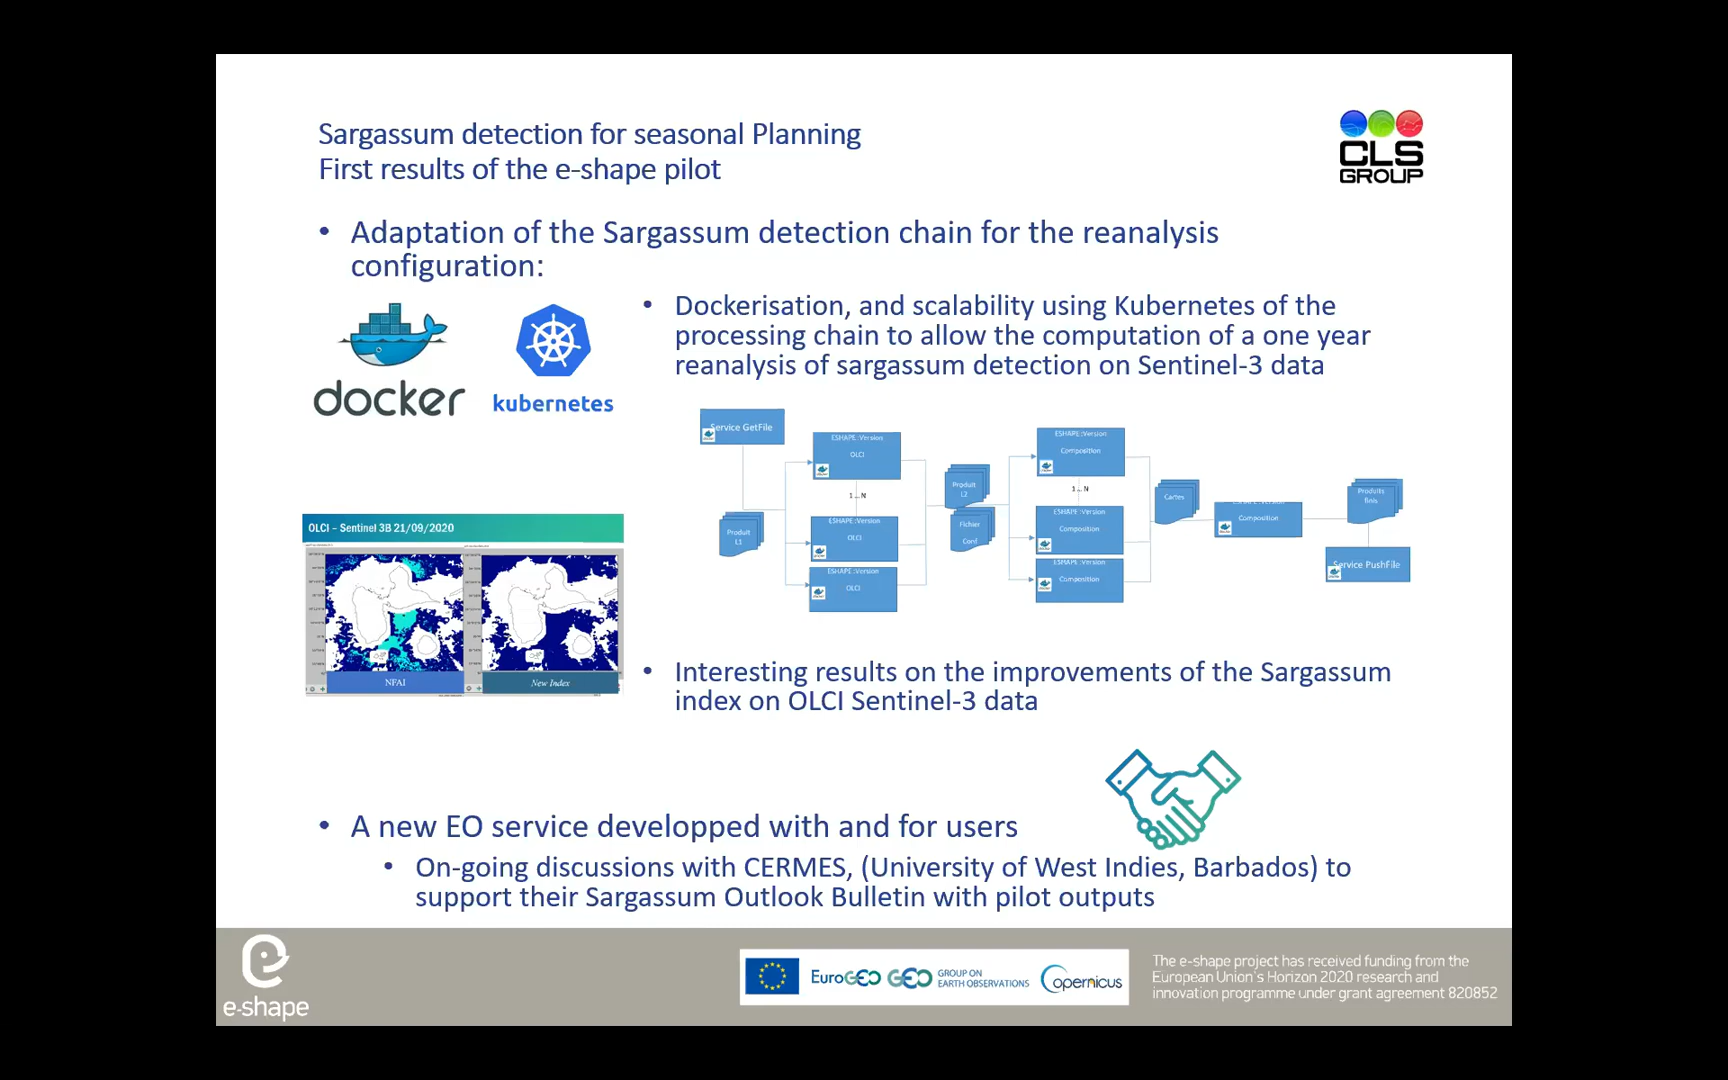 Sargassum detection for seasonal Planning
First results of the e-shape pilot
CLS
GROUP
• Adaptation of the Sargassum detection chain for the reanalysis
configuration:
docker
kubernetes
• Dockerisation, and scalability using Kubernetes of the
processing chain to allow the computation of a one year
reanalysis of sargassum detection on Sentinel-3 data
Service GetFile
Produit
L1
ESHAPE :Version
OLCI
1…N
ESHAPE :Version
OLCI
ESHAPE :Version
OLCI
Produit
L2
Fichier
Conf
ESHAPE :Version
Composition
1…N
ESHAPE :Version
Composition
ESHAPE :Version
Composition
Cartes
Composition
Produits
finis
Service PushFile
OLCI – Sentinel 3B 21/09/2020
NFAI
New Index
• Interesting results on the improvements of the Sargassum
index on OLCI Sentinel-3 data
• A new EO service developped with and for users
• On-going discussions with CERMES, (University of West Indies, Barbados) to
support their Sargassum Outlook Bulletin with pilot outputs
e-shape
EuroGEO
GEO
GROUP ON
EARTH OBSERVATIONS
Copernicus
The e-shape project has received funding from the
European Union's Horizon 2020 research and
innovation programme under grant agreement 820852